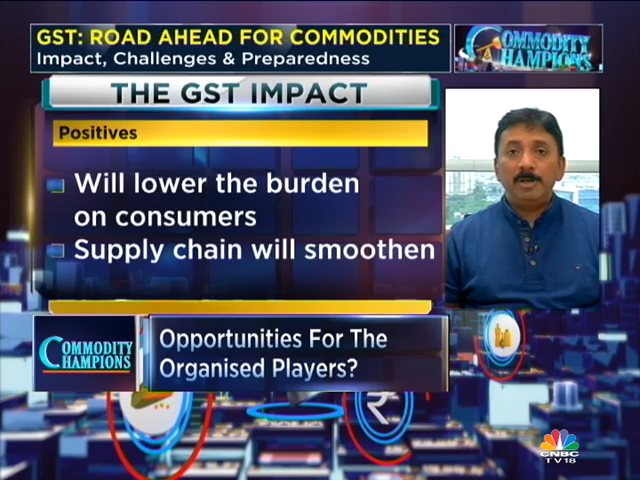 GST: ROAD AHEAD FOR COMMODITIES
Impact, Challenges & Preparedness
COMMODITY
CHAMPIONS
THE GST IMPACT
Positives
Will lower the burden
on consumers
Supply chain will smoothen
COMMODITY
CHAMPIONS
Opportunities For The
Organised Players?
₹
CNBC
TV18